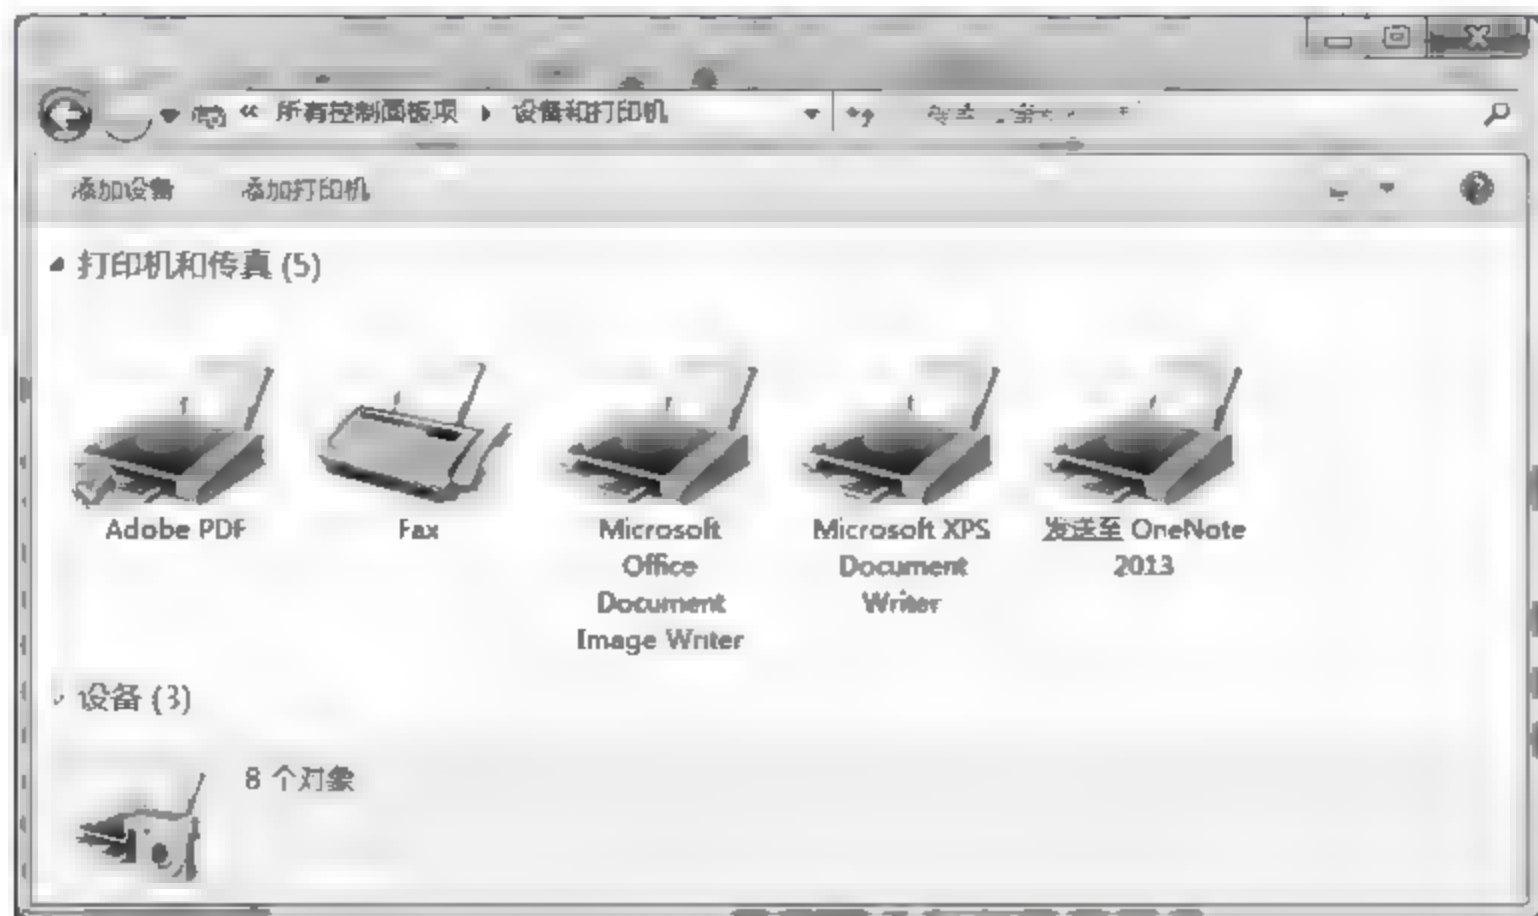 « 所有控制面板项 ▸ 设备和打印机
添加设备 添加打印机
打印机和传真 (5)
Adobe PDF
Fax
Microsoft
Office
Document
Image Writer
Microsoft XPS
Document
Writer
发送至 OneNote
2013
设备 (3)
8 个对象